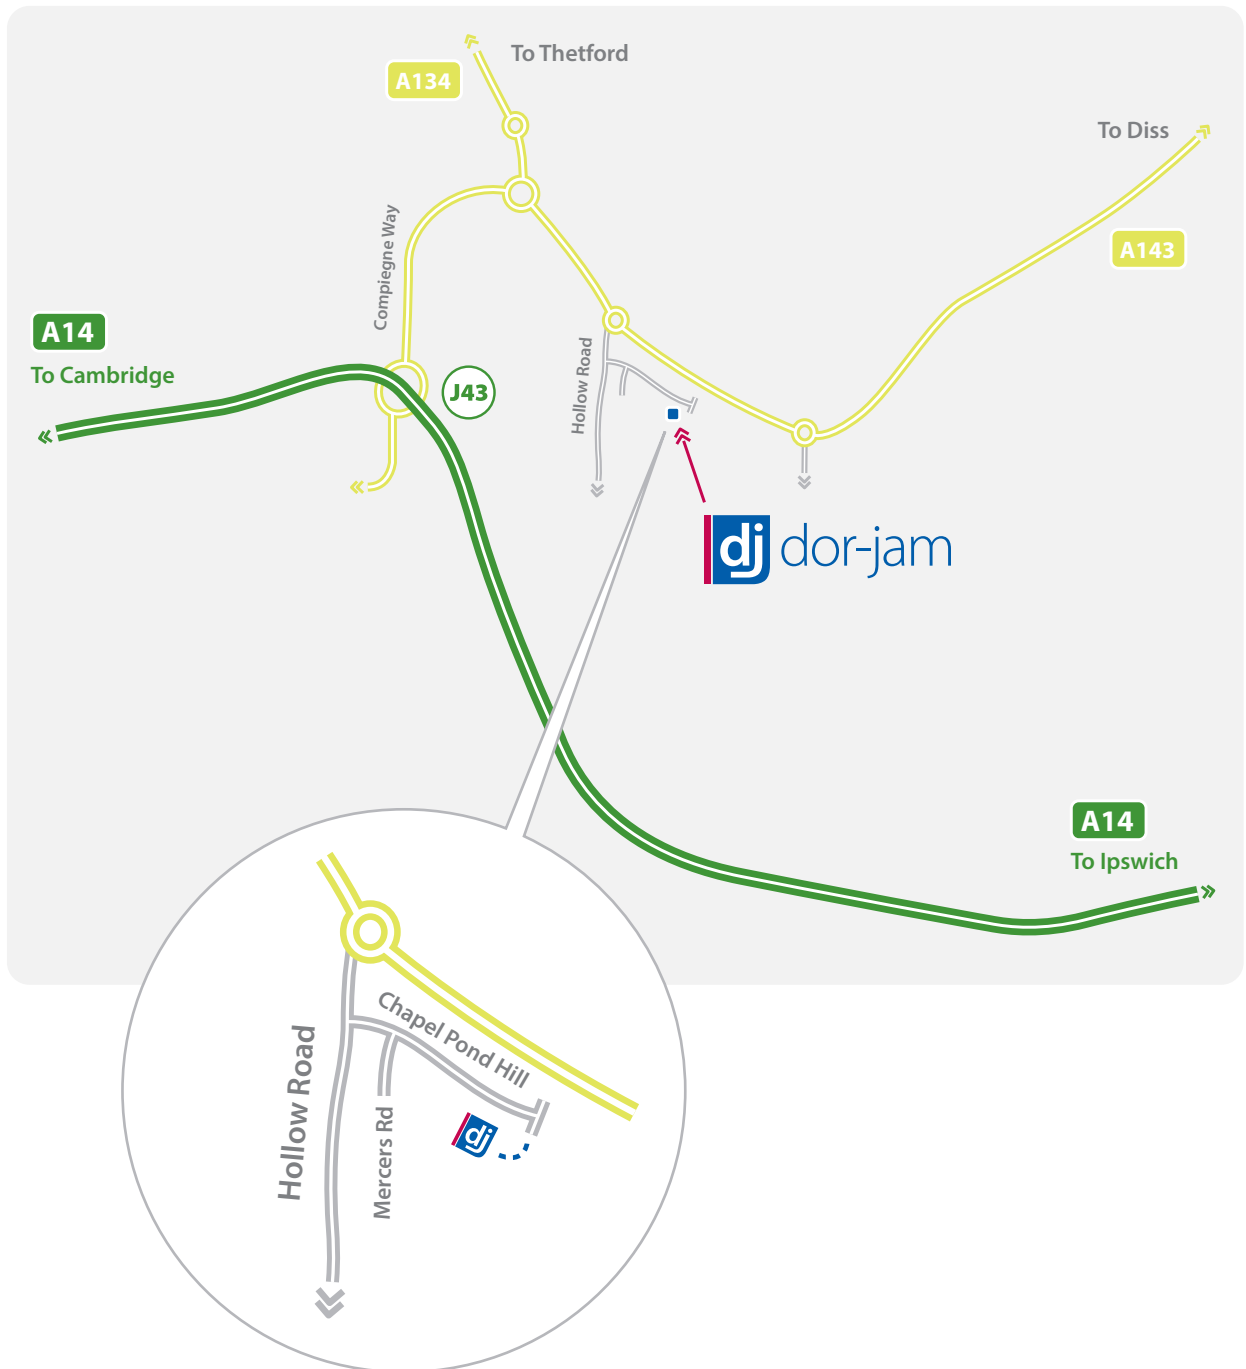 To Thetford
A134
To Diss
A143
Compiegne Way
A14
To Cambridge
J43
Hollow Road
dj dor-jam
A14
To Ipswich
Chapel Pond Hill
Hollow Road
Mercers Rd
dj